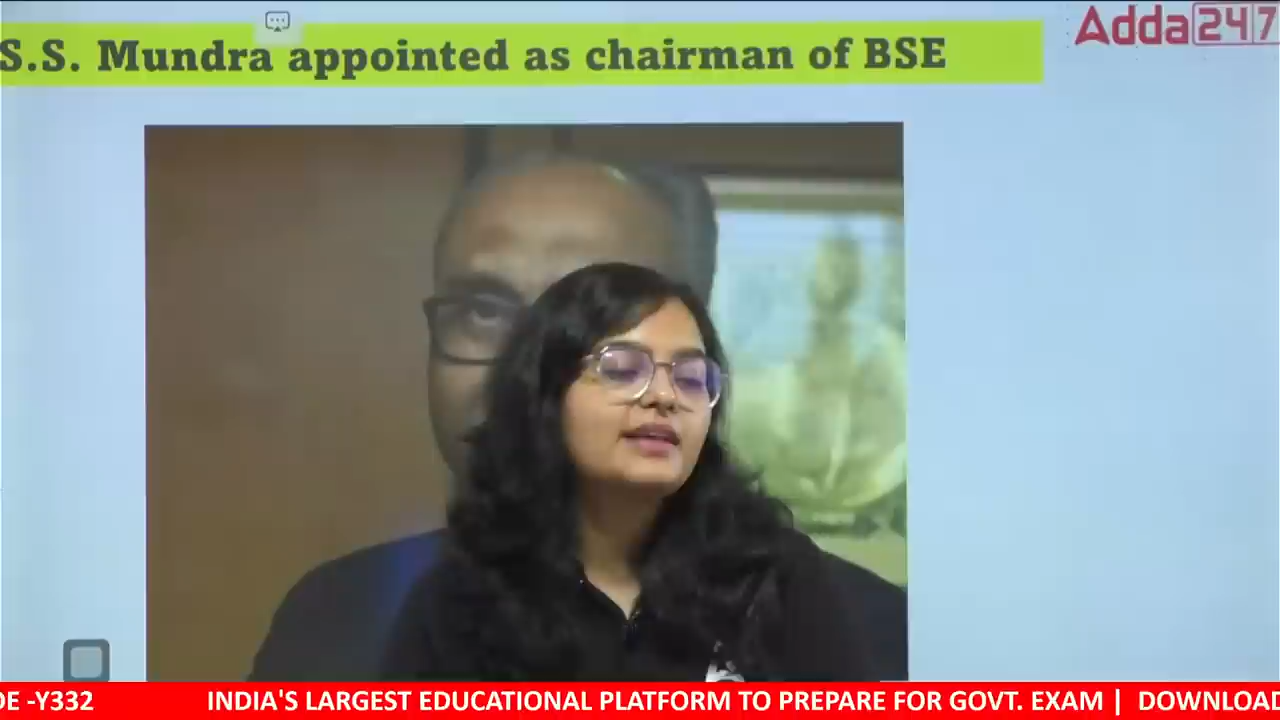 S.S. Mundra appointed as chairman of BSE
Adda247
DE -Y332 INDIA'S LARGEST EDUCATIONAL PLATFORM TO PREPARE FOR GOVT. EXAM | DOWNLOAD